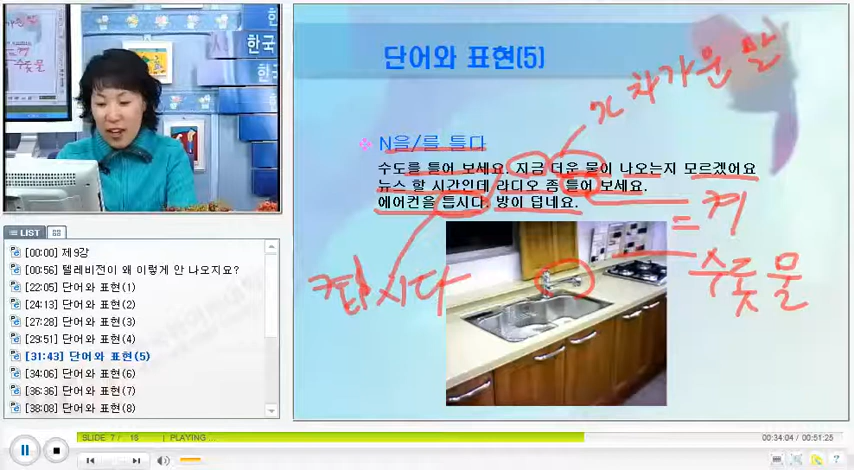 한국
한국
단어와 표현(5)
N을/를 틀다
수도를 틀어 보세요. 지금 더운 물이 나오는지 모르겠어요
뉴스 할 시간인데 라디오 좀 틀어 보세요.
에어컨을 틉시다. 방이 덥네요.
차가운
= 켜
수돗물
켭시다
LIST
[00:00] 제9강
[00:56] 텔레비전이 왜 이렇게 안 나오지요?
[22:05] 단어와 표현(1)
[24:13] 단어와 표현(2)
[27:28] 단어와 표현(3)
[29:51] 단어와 표현(4)
[31:43] 단어와 표현(5)
[34:06] 단어와 표현(6)
[36:36] 단어와 표현(7)
[38:08] 단어와 표현(8)
SLIDE 7 / 15 | PLAYING ...
00:34:04 / 00:51:25